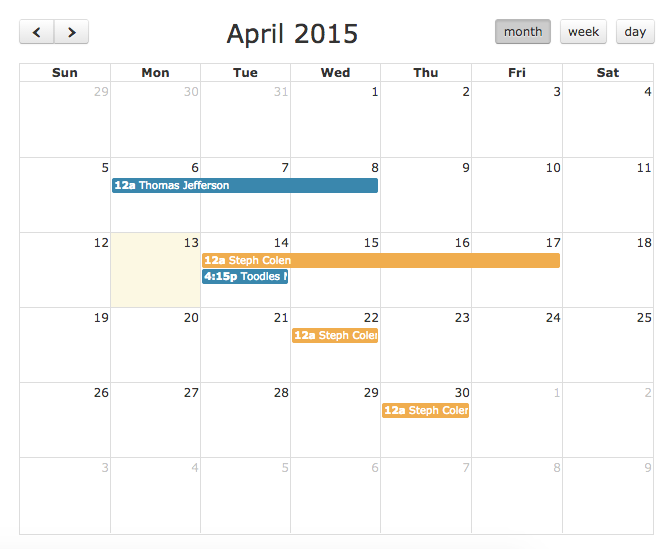 April 2015
month week day
Sun Mon Tue Wed Thu Fri Sat
29 30 31 1 2 3 4
5 6 7 8 9 10 11
12a Thomas Jefferson
12 13 14 15 16 17 18
12a Steph Colen
4:15p Toodles
19 20 21 22 23 24 25
12a Steph Coler
26 27 28 29 30 1 2
12a Steph Coler
3 4 5 6 7 8 9